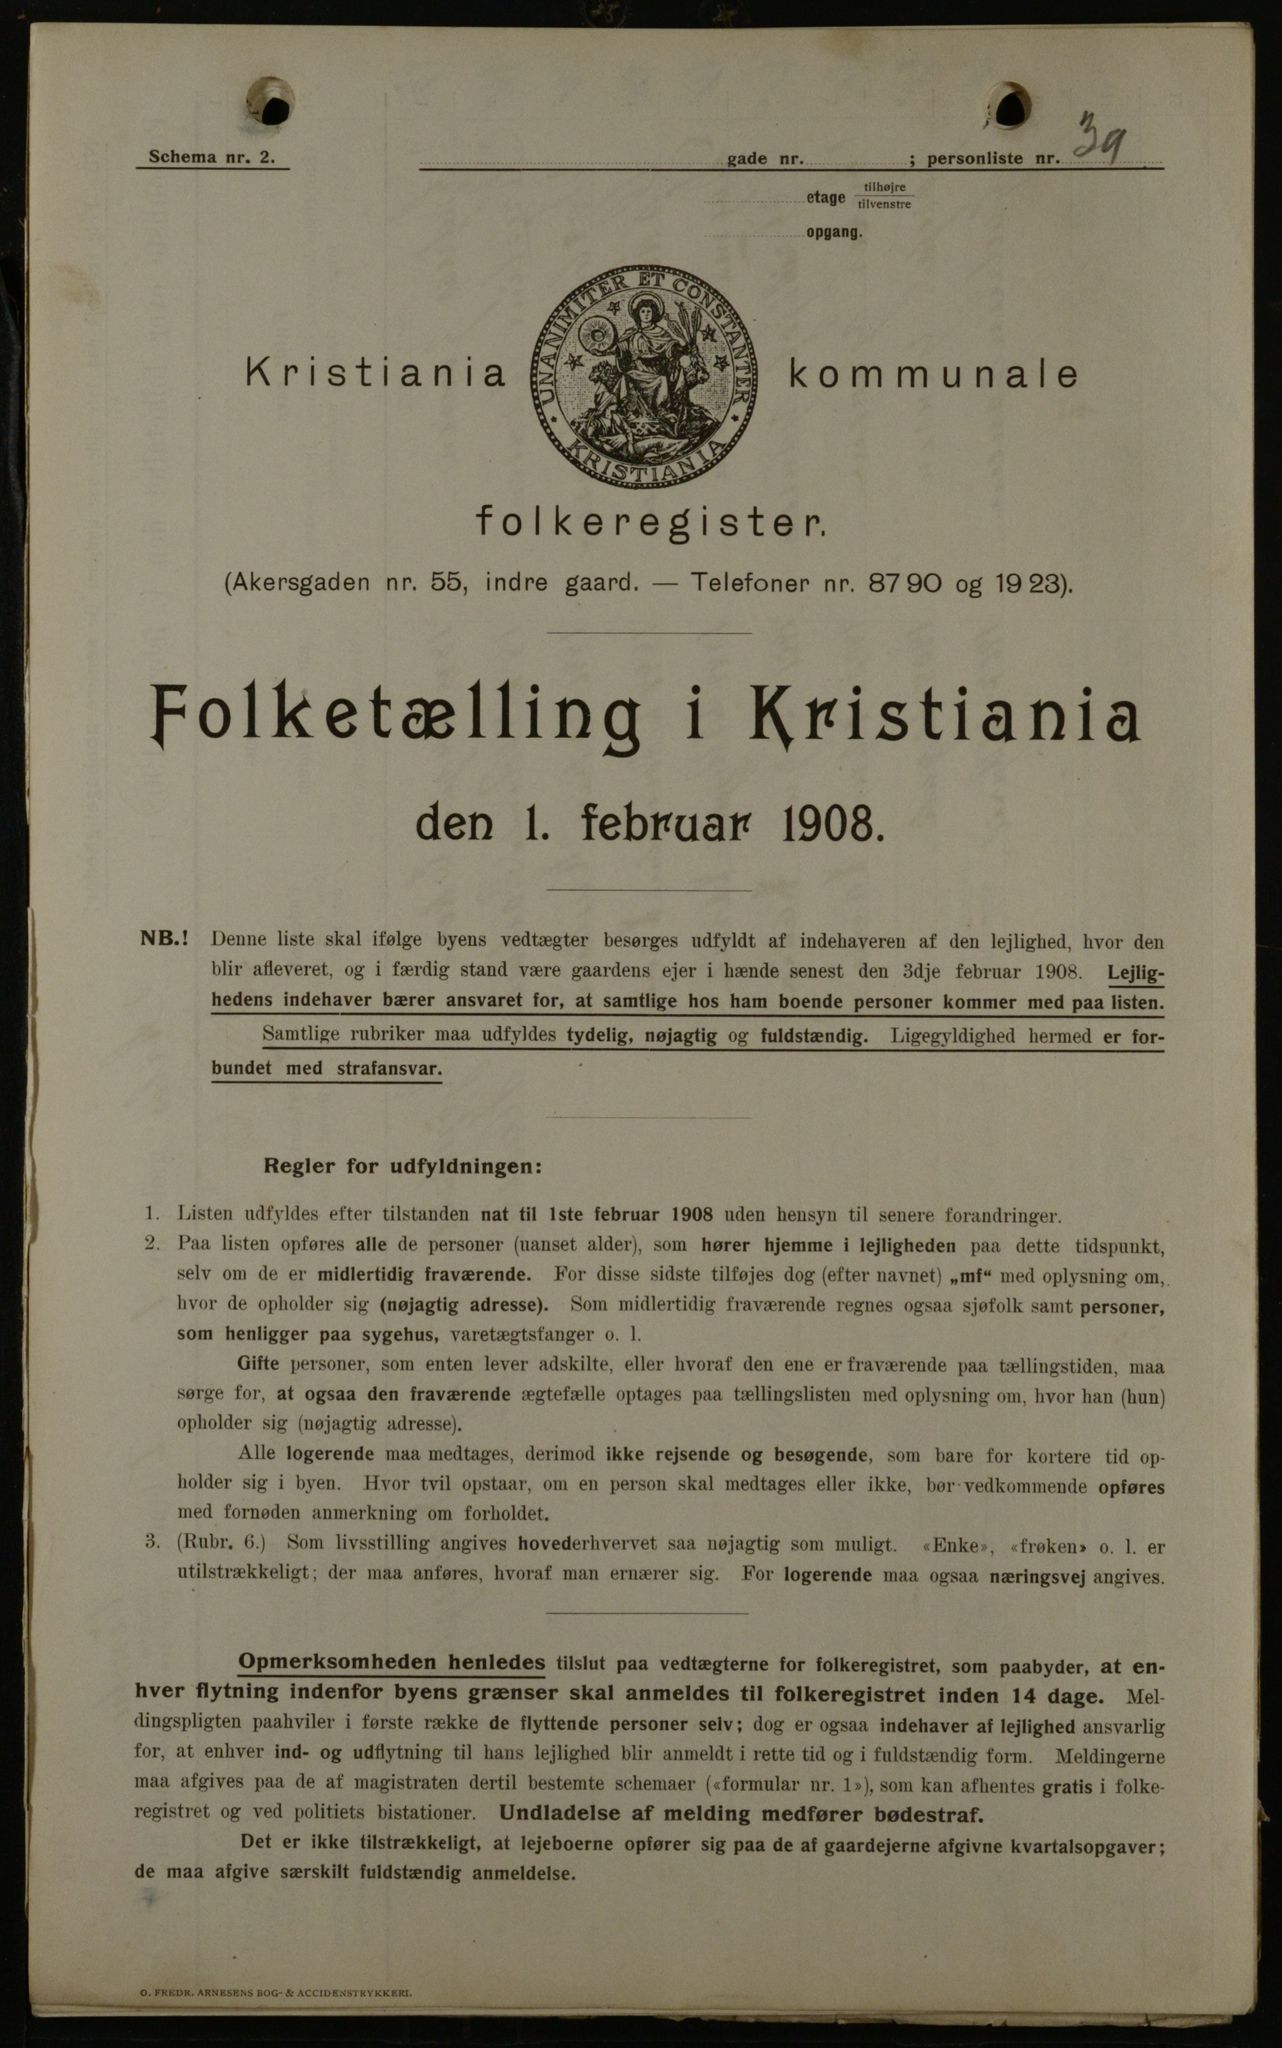 Schema nr. 2.
gade nr. ; personliste nr. 39
etage tilhøjre
tilvenstre
opgang.
UNANIMITER ET CONSTANTER
KRISTIANIA
Kristiania kommunale
folkeregister.
(Akersgaden nr. 55, indre gaard. — Telefoner nr. 87 90 og 19 23).
Folketælling i Kristiania
den 1. februar 1908.
NB.! Denne liste skal ifølge byens vedtægter besørges udfyldt af indehaveren af den lejlighed, hvor den
blir afleveret, og i færdig stand være gaardens ejer i hænde senest den 3dje februar 1908. Lejlig-
hedens indehaver bærer ansvaret for, at samtlige hos ham boende personer kommer med paa listen.
Samtlige rubriker maa udfyldes tydelig, nøjagtig og fuldstændig. Ligegyldighed hermed er for-
bundet med strafansvar.
Regler for udfyldningen:
1. Listen udfyldes efter tilstanden nat til 1ste februar 1908 uden hensyn til senere forandringer.
2. Paa listen opføres alle de personer (uanset alder), som hører hjemme i lejligheden paa dette tidspunkt,
selv om de er midlertidig fraværende. For disse sidste tilføjes dog (efter navnet) „mf“ med oplysning om,
hvor de opholder sig (nøjagtig adresse). Som midlertidig fraværende regnes ogsaa sjøfolk samt personer,
som henligger paa sygehus, varetægtsfanger o. l.
Gifte personer, som enten lever adskilte, eller hvoraf den ene er fraværende paa tællingstiden, maa
sørge for, at ogsaa den fraværende ægtefælle optages paa tællingslisten med oplysning om, hvor han (hun)
opholder sig (nøjagtig adresse).
Alle logerende maa medtages, derimod ikke rejsende og besøgende, som bare for kortere tid op-
holder sig i byen. Hvor tvil opstaar, om en person skal medtages eller ikke, bør vedkommende opføres
med fornøden anmerkning om forholdet.
3. (Rubr. 6.) Som livsstilling angives hovederhvervet saa nøjagtig som muligt. «Enke», «frøken» o. l. er
utilstrækkeligt; der maa anføres, hvoraf man ernærer sig. For logerende maa ogsaa næringsvej angives.
Opmerksomheden henledes tilslut paa vedtægterne for folkeregistret, som paabyder, at en-
hver flytning indenfor byens grænser skal anmeldes til folkeregistret inden 14 dage. Mel-
dingspligten paahviler i første række de flyttende personer selv; dog er ogsaa indehaver af lejlighed ansvarlig
for, at enhver ind- og udflytning til hans lejlighed blir anmeldt i rette tid og i fuldstændig form. Meldingerne
maa afgives paa de af magistraten dertil bestemte schemaer («formular nr. 1»), som kan afhentes gratis i folke-
registret og ved politiets bistationer. Undladelse af melding medfører bødestraf.
Det er ikke tilstrækkeligt, at lejeboerne opfører sig paa de af gaardejerne afgivne kvartalsopgaver;
de maa afgive særskilt fuldstændig anmeldelse.
O. FREDR. ARNESENS BOG- & ACCIDENSTRYKKERI.